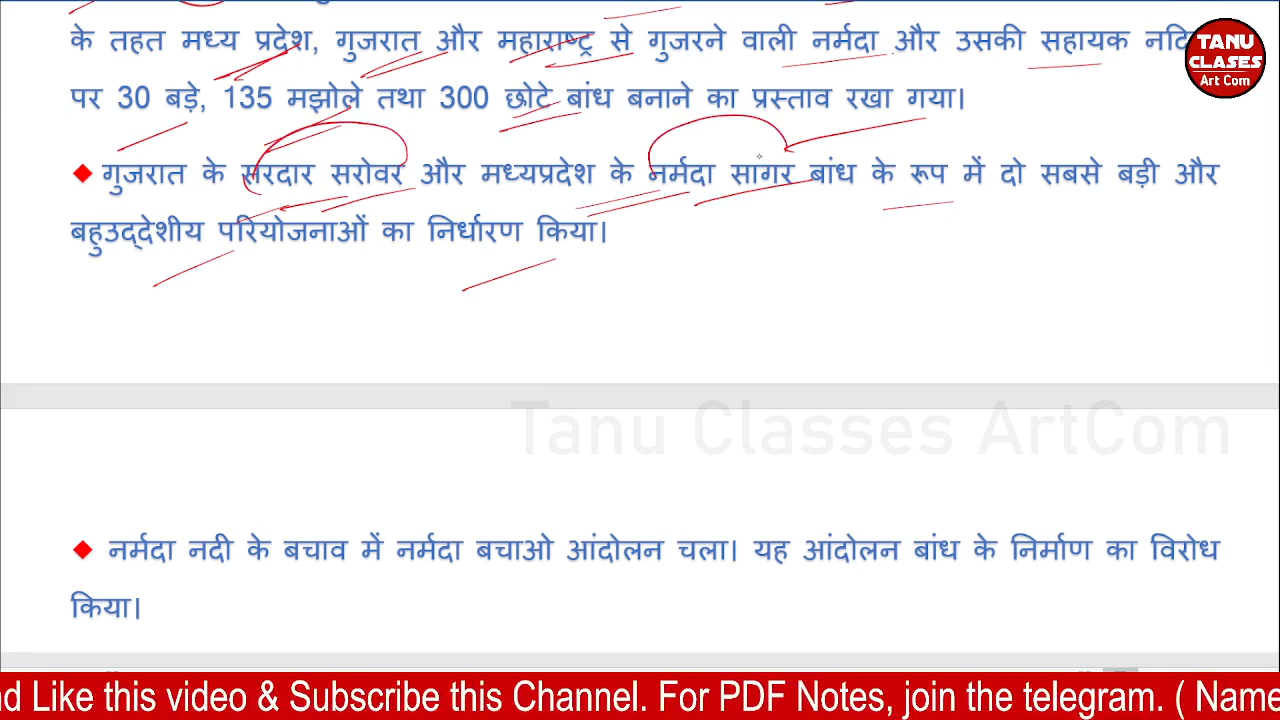 के तहत मध्य प्रदेश, गुजरात और महाराष्ट्र से गुजरने वाली नर्मदा और उसकी सहायक
पर 30 बड़े, 135 मझोले तथा 300 छोटे बांध बनाने का प्रस्ताव रखा गया।
गुजरात के सरदार सरोवर और मध्यप्रदेश के नर्मदा सागर बांध के रूप में दो सबसे बड़ी और
बहुउद्देशीय परियोजनाओं का निर्धारण किया।
नर्मदा नदी के बचाव में नर्मदा बचाओ आंदोलन चला। यह आंदोलन बांध के निर्माण का विरोध
किया।
TANU
CLASES
Art Com
Tanu Classes ArtCom
nd Like this video & Subscribe this Channel. For PDF Notes, join the telegram. ( Name